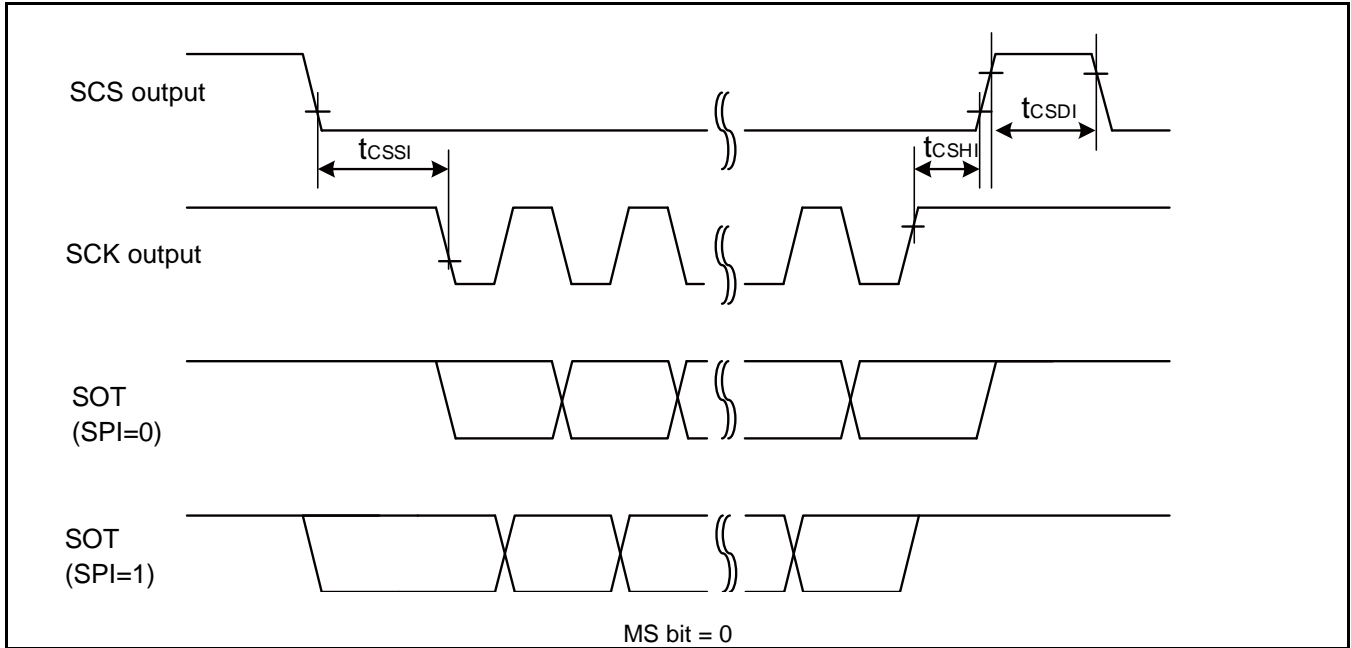 SCS output
tCSSI
tCSHI
tCSDI
SCK output
SOT
(SPI=0)
SOT
(SPI=1)
MS bit = 0